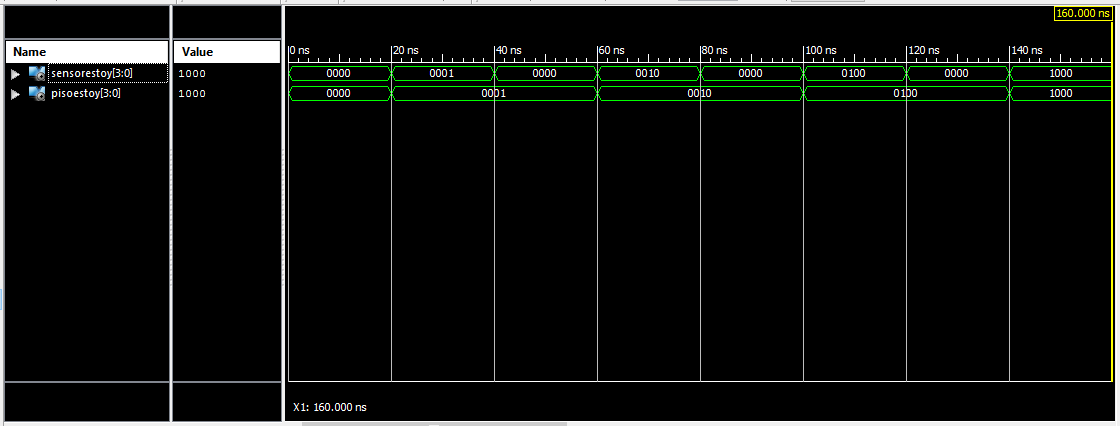 160.000 ns
Name Value 0 ns 20 ns 40 ns 60 ns 80 ns 100 ns 120 ns 140 ns
sensorestoy[3:0] 1000 0000 0001 0000 0010 0000 0100 0000 1000
pisoestoy[3:0] 1000 0000 0001 0010 0100 1000
X1: 160.000 ns